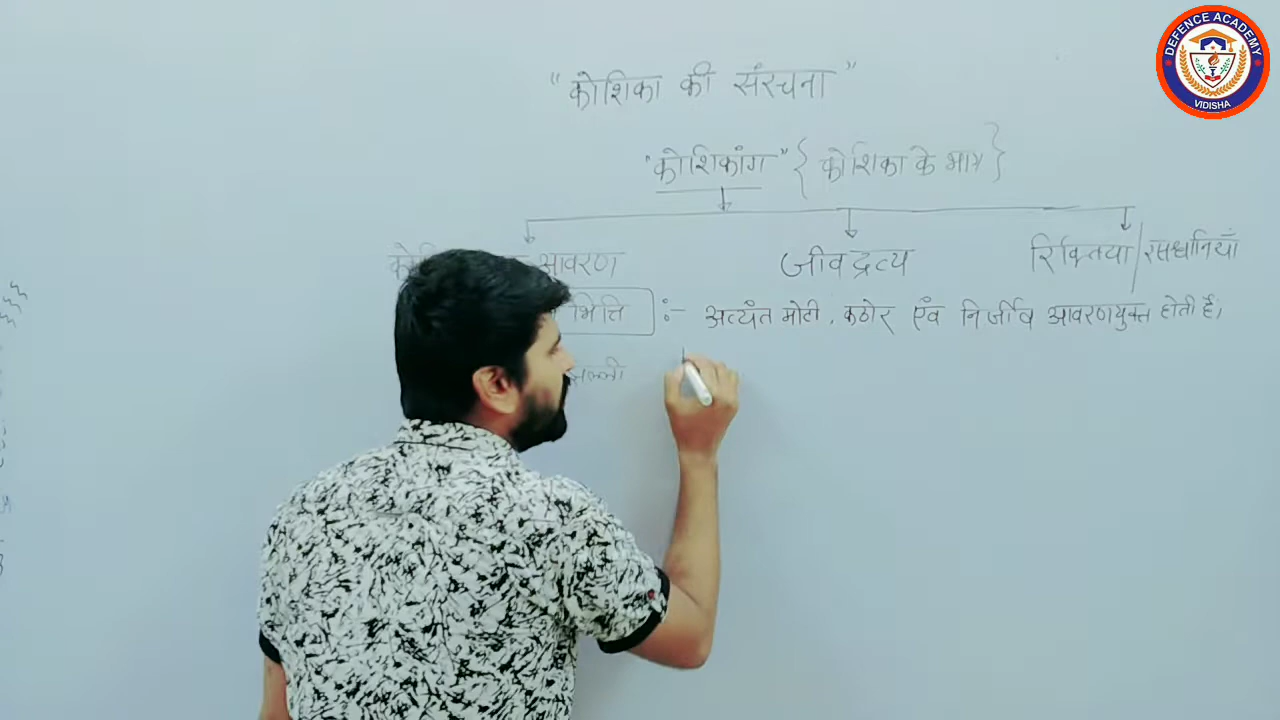 DEFENCE ACADEMY
VIDISHA
"कोशिका की संरचना"
"कोशिकांग" { कोशिका के भाग }
आवरण जीवद्रव्य रिक्तिया/रसधानियाँ
भित्ति :- अत्यंत मोटी, कठोर एंव निर्जीव आवरणयुक्त होती है।
झिल्ली